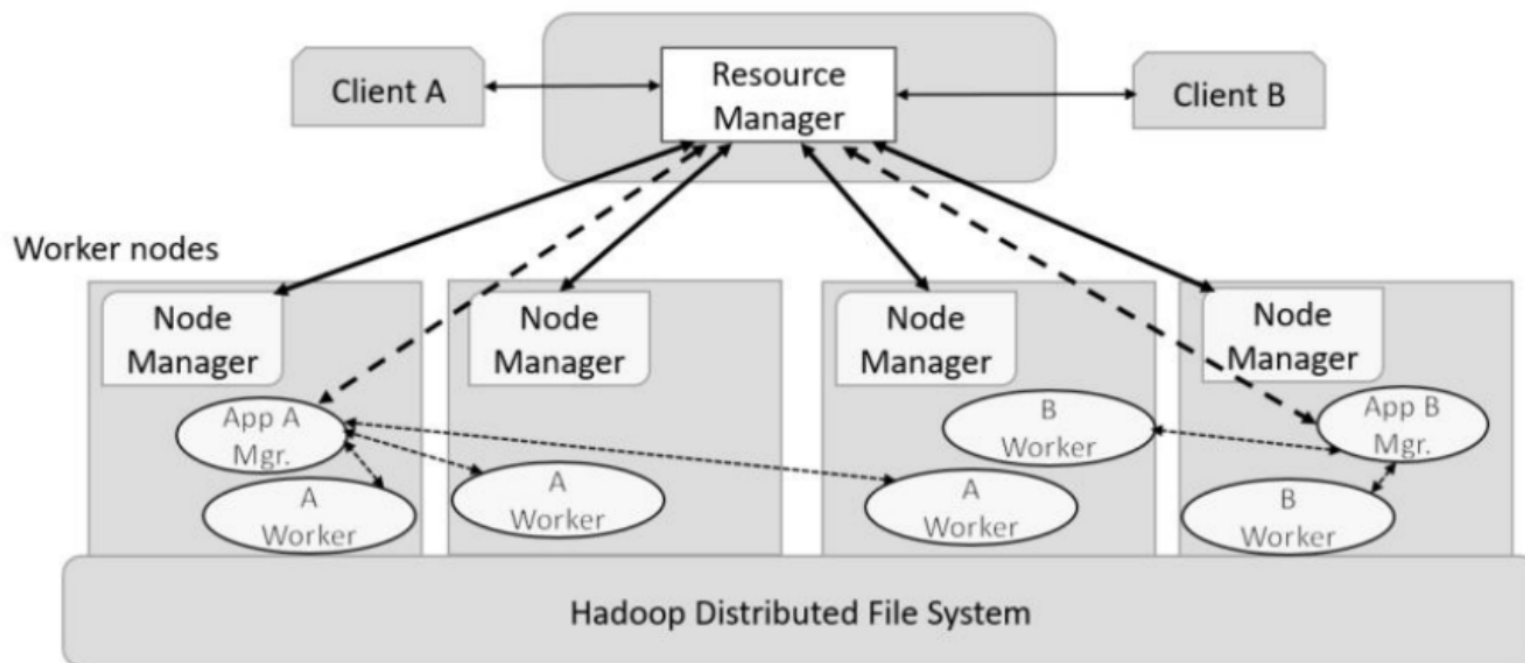 Client A
Resource
Manager
Client B
Worker nodes
Node
Manager
Node
Manager
Node
Manager
Node
Manager
App A
Mgr.
A
Worker
A
Worker
B
Worker
A
Worker
App B
Mgr.
B
Worker
Hadoop Distributed File System